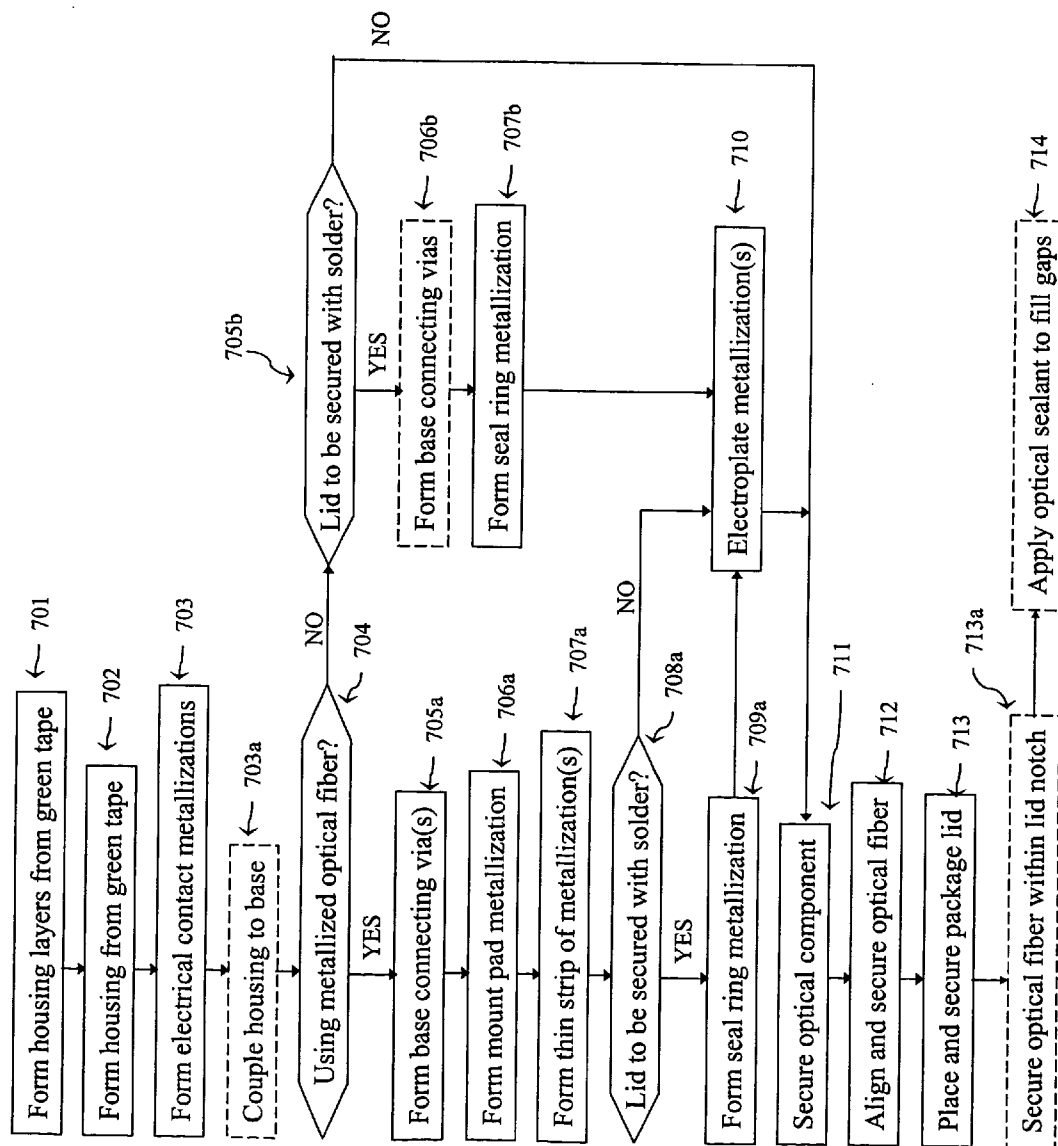 Form housing layers from green tape
701
Form housing from green tape
702
Form electrical contact metallizations
703
Couple housing to base
703a
Using metallized optical fiber?
704
NO
YES
Lid to be secured with solder?
705b
NO
YES
Form base connecting via(s)
705a
Form base connecting vias
706b
Form mount pad metallization
706a
Form seal ring metallization
707b
Form thin strip of metallization(s)
707a
Lid to be secured with solder?
708a
NO
YES
Form seal ring metallization
709a
Electroplate metallization(s)
710
Secure optical component
711
Align and secure optical fiber
712
Place and secure package lid
713
Secure optical fiber within lid notch
713a
Apply optical sealant to fill gaps
714